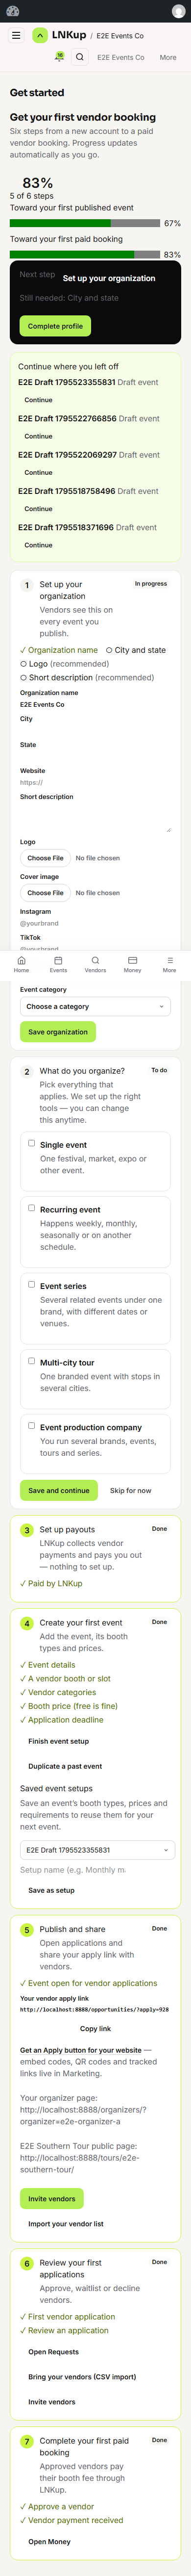 LNKup / E2E Events Co
16 E2E Events Co More
Get started
Get your first vendor booking
Six steps from a new account to a paid
vendor booking. Progress updates
automatically as you go.
83%
5 of 6 steps
Toward your first published event
67%
Toward your first paid booking
83%
Next step Set up your organization
Still needed: City and state
Complete profile
Continue where you left off
E2E Draft 1795523355831 Draft event
Continue
E2E Draft 1795522766856 Draft event
Continue
E2E Draft 1795522069297 Draft event
Continue
E2E Draft 1795518758496 Draft event
Continue
E2E Draft 1795518371696 Draft event
Continue
1 Set up your In progress
organization
Vendors see this on
every event you
publish.
✓ Organization name ○ City and state
○ Logo (recommended)
○ Short description (recommended)
Organization name
E2E Events Co
City
State
Website
https://
Short description
Logo
Choose File No file chosen
Cover image
Choose File No file chosen
Instagram
@yourbrand
TikTok
@yourbrand
Home Events Vendors Money More
Event category
Choose a category
Save organization
2 What do you organize? To do
Pick everything that
applies. We set up the right
tools — you can change
this anytime.
Single event
One festival, market, expo or
other event.
Recurring event
Happens weekly, monthly,
seasonally or on another
schedule.
Event series
Several related events under one
brand, with different dates or
venues.
Multi-city tour
One branded event with stops in
several cities.
Event production company
You run several brands, events,
tours and series.
Save and continue Skip for now
3 Set up payouts Done
LNKup collects vendor
payments and pays you out
— nothing to set up.
✓ Paid by LNKup
4 Create your first event Done
Add the event, its booth
types and prices.
✓ Event details
✓ A vendor booth or slot
✓ Vendor categories
✓ Booth price (free is fine)
✓ Application deadline
Finish event setup
Duplicate a past event
Saved event setups
Save an event's booth types, prices and
requirements to reuse them for your
next event.
E2E Draft 1795523355831
Setup name (e.g. Monthly ma
Save as setup
5 Publish and share Done
Open applications and
share your apply link with
vendors.
✓ Event open for vendor applications
Your vendor apply link
http://localhost:8888/opportunities/?apply=928
Copy link
Get an Apply button for your website —
embed codes, QR codes and tracked
links live in Marketing.
Your organizer page:
http://localhost:8888/organizers/?
organizer=e2e-organizer-a
E2E Southern Tour public page:
http://localhost:8888/tours/e2e-
southern-tour/
Invite vendors
Import your vendor list
6 Review your first Done
applications
Approve, waitlist or decline
vendors.
✓ First vendor application
✓ Review an application
Open Requests
Bring your vendors (CSV import)
Invite vendors
7 Complete your first paid Done
booking
Approved vendors pay
their booth fee through
LNKup.
✓ Approve a vendor
✓ Vendor payment received
Open Money